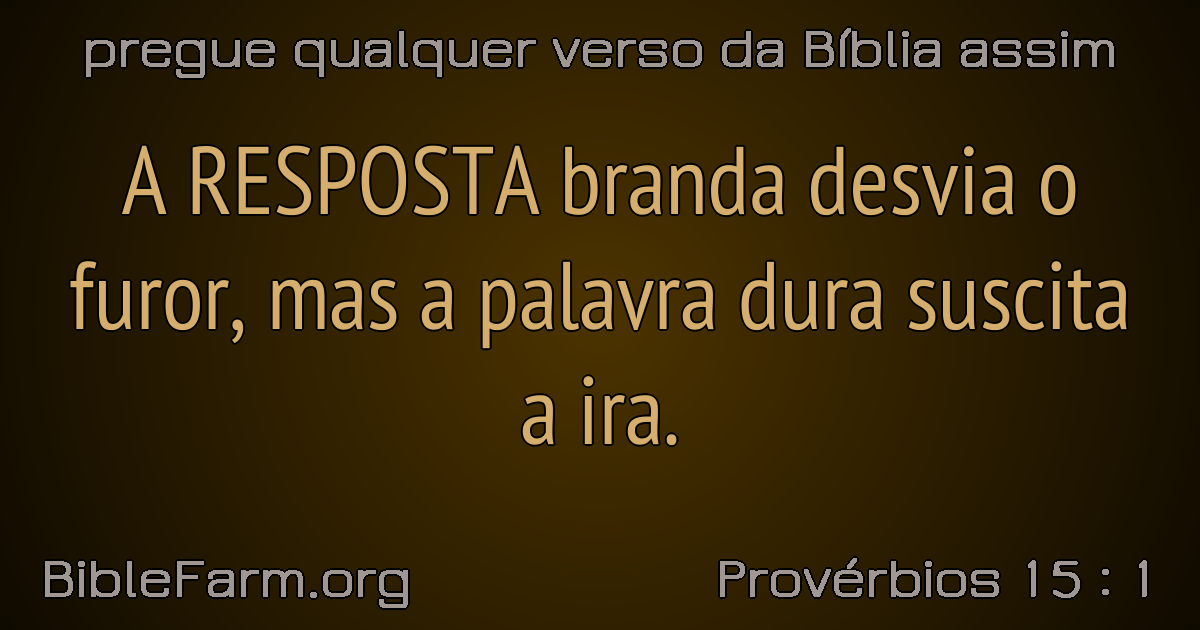 pregue qualquer verso da Bíblia assim
A RESPOSTA branda desvia o
furor, mas a palavra dura suscita
a ira.
BibleFarm.org
Provérbios 15 : 1